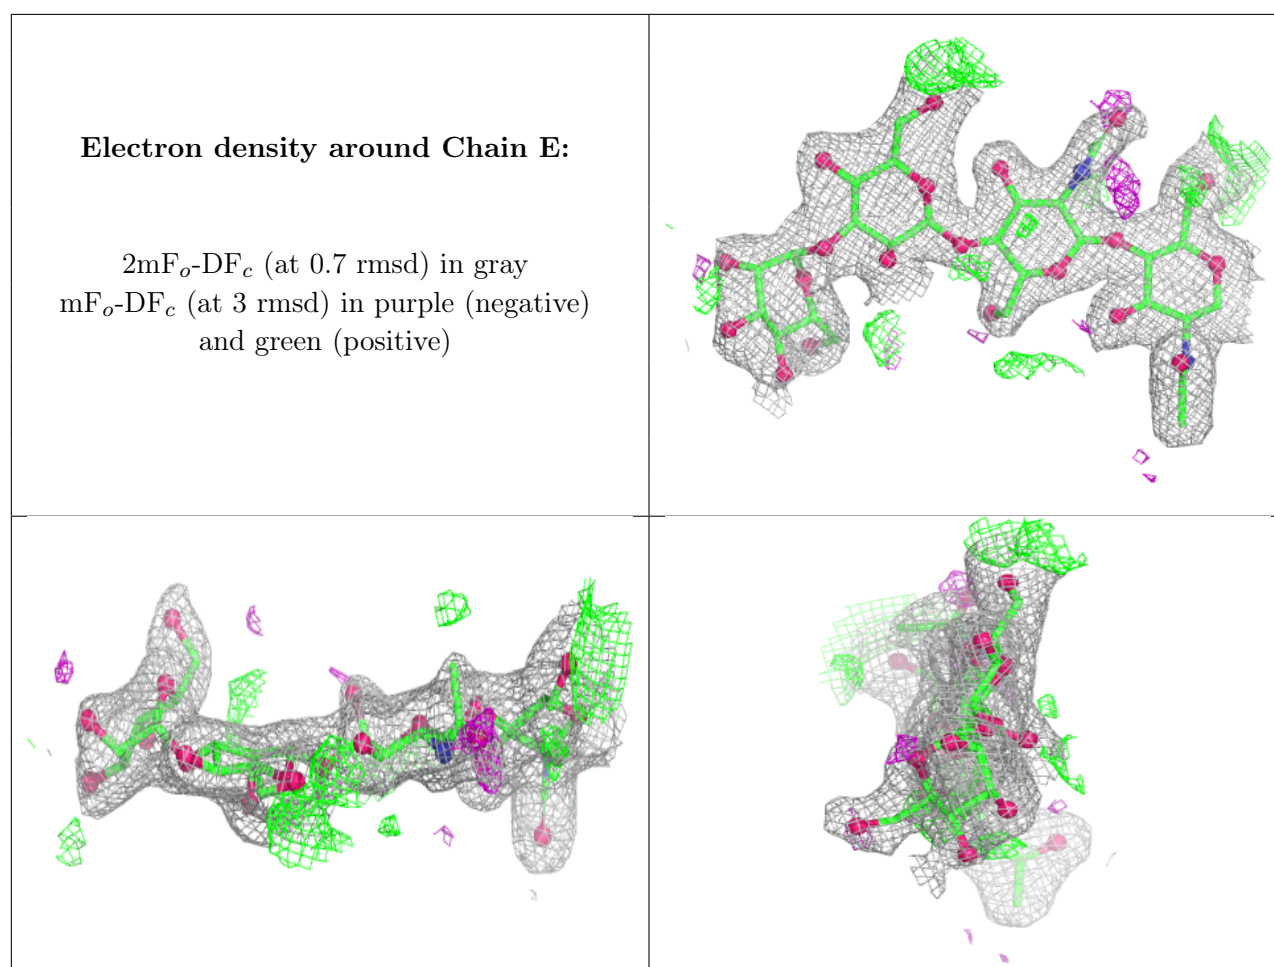 Electron density around Chain E:
2mFₒ-DF𝒸 (at 0.7 rmsd) in gray
mFₒ-DF𝒸 (at 3 rmsd) in purple (negative)
and green (positive)